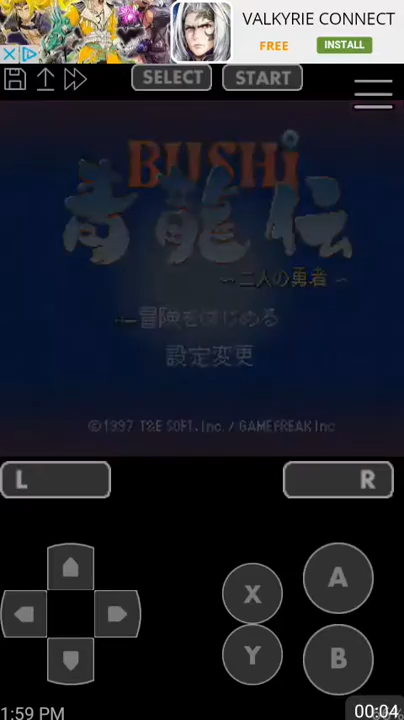 VALKYRIE CONNECT
FREE
INSTALL
SELECT
START
BUSHi
青龍伝
～二人の勇者～
冒険をはじめる
設定変更
©1997 T&E SOFT.Inc./GAMEFREAK Inc
L
R
X
A
Y
B
1:59 PM
00:04